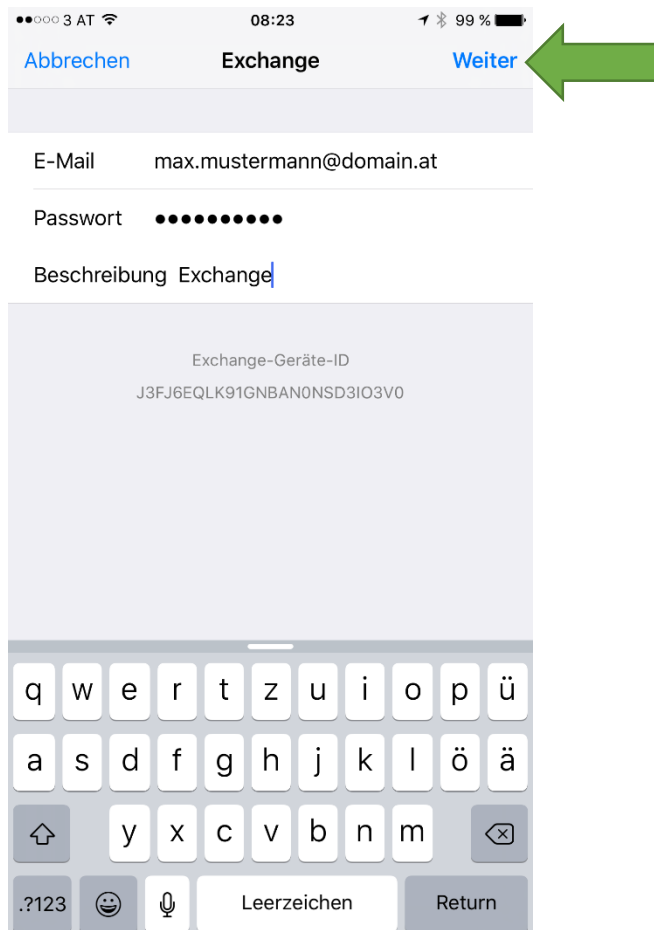 3 AT 08:23 99 %
Abbrechen Exchange Weiter
E-Mail max.mustermann@domain.at
Passwort ●●●●●●●●●●
Beschreibung Exchange
Exchange-Geräte-ID
J3FJ6EQLK91GNBAN0NSD3IO3V0
q w e r t z u i o p ü
a s d f g h j k l ö ä
y x c v b n m
.?123 Leerzeichen Return